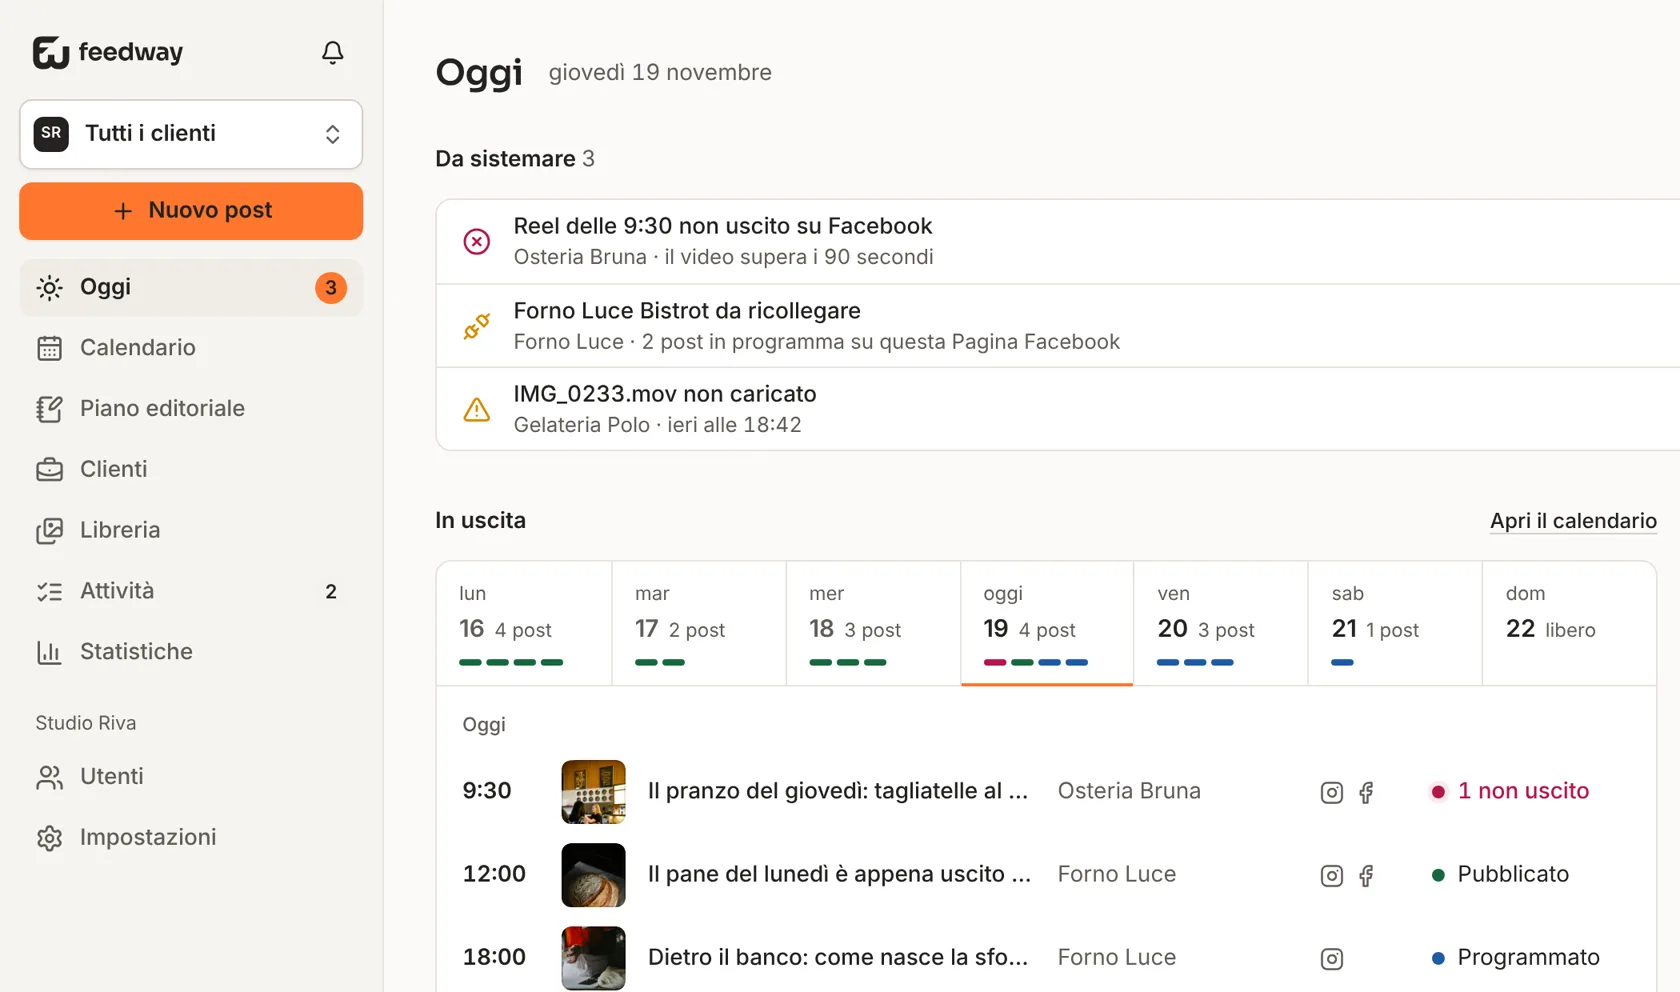 feedway
SR Tutti i clienti
+ Nuovo post
Oggi 3
Calendario
Piano editoriale
Clienti
Libreria
Attività 2
Statistiche
Studio Riva
Utenti
Impostazioni
Oggi giovedì 19 novembre
Da sistemare 3
Reel delle 9:30 non uscito su Facebook
Osteria Bruna · il video supera i 90 secondi
Forno Luce Bistrot da ricollegare
Forno Luce · 2 post in programma su questa Pagina Facebook
IMG_0233.mov non caricato
Gelateria Polo · ieri alle 18:42
In uscita Apri il calendario
lun mar mer oggi ven sab dom
16 4 post 17 2 post 18 3 post 19 4 post 20 3 post 21 1 post 22 libero
Oggi
9:30 Il pranzo del giovedì: tagliatelle al ... Osteria Bruna 1 non uscito
12:00 Il pane del lunedì è appena uscito ... Forno Luce Pubblicato
18:00 Dietro il banco: come nasce la sfo... Forno Luce Programmato